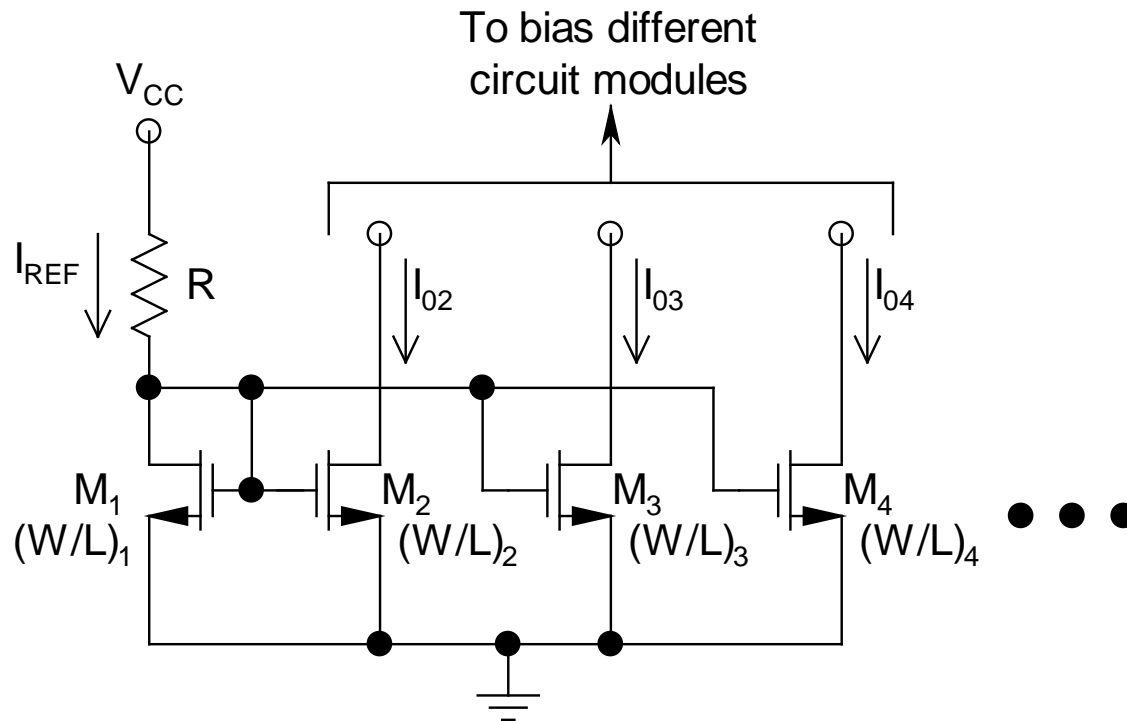 To bias different
circuit modules
V_CC
I_REF
R
I_02
I_03
I_04
M_1
(W/L)_1
M_2
(W/L)_2
M_3
(W/L)_3
M_4
(W/L)_4